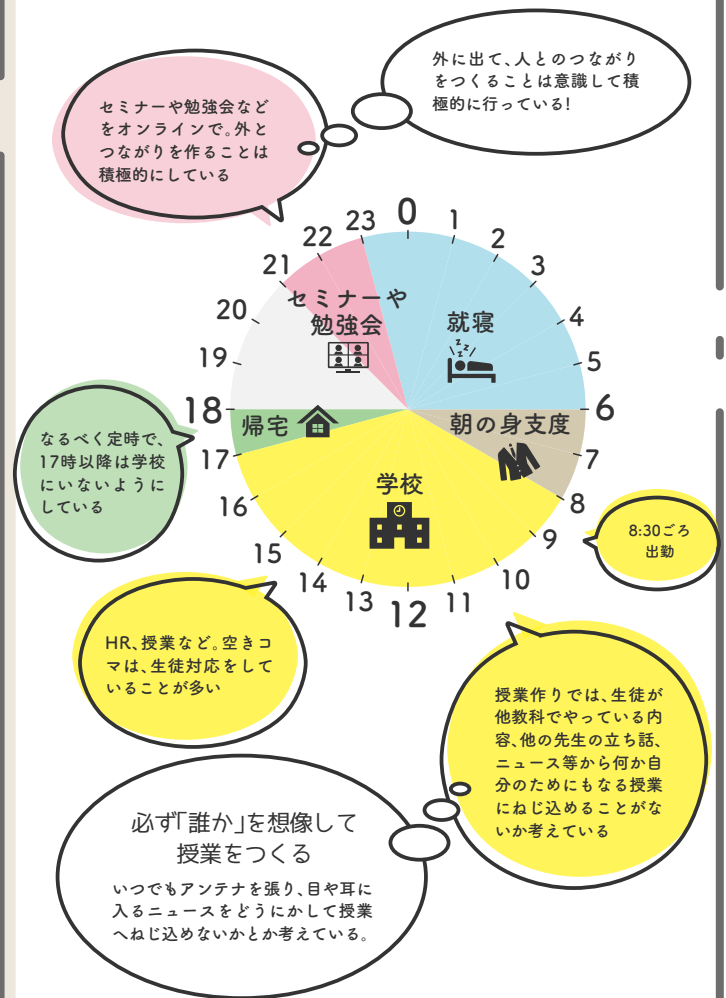 外に出て、人とのつながり
をつくることは意識して積
極的に行っている!
セミナーや勉強会など
をオンラインで。外と
つながりを作ることは
積極的にしている
0
1
2
3
4
5
6
7
8
9
10
11
12
13
14
15
16
17
18
19
20
21
22
23
セミナーや
勉強会
就寝
zzz
帰宅
朝の身支度
学校
なるべく定時で、
17時以降は学校
にいないように
している
8:30ごろ
出勤
HR、授業など。空きコ
マは、生徒対応をして
いることが多い
授業作りでは、生徒が
他教科でやっている内
容、他の先生の立ち話、
ニュース等から何か自
分のためにもなる授業
にねじ込めることがな
いか考えている
必ず「誰か」を想像して
授業をつくる
いつでもアンテナを張り、目や耳に
入るニュースをどうにかして授業
へねじ込めないかとか考えている。